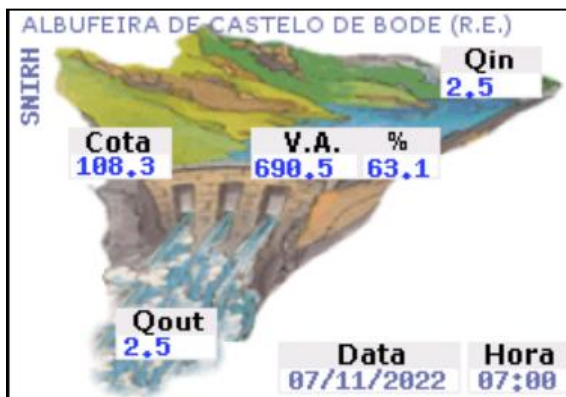 ALBUFEIRA DE CASTELO DE BODE (R.E.)
SNIRH
Qin
2.5
Cota
108.3
V.A. %
690.5 63.1
Qout
2.5
Data Hora
07/11/2022 07:00